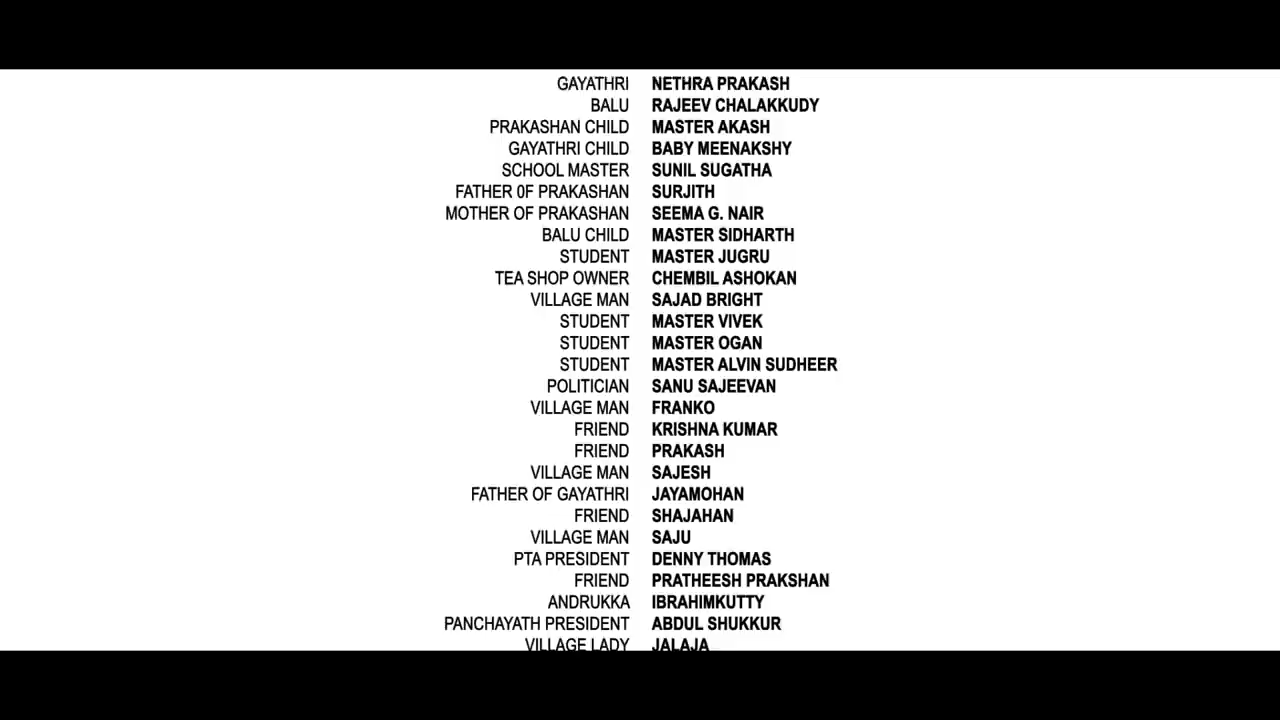 GAYATHRI NETHRA PRAKASH
BALU RAJEEV CHALAKKUDY
PRAKASHAN CHILD MASTER AKASH
GAYATHRI CHILD BABY MEENAKSHY
SCHOOL MASTER SUNIL SUGATHA
FATHER 0F PRAKASHAN SURJITH
MOTHER OF PRAKASHAN SEEMA G. NAIR
BALU CHILD MASTER SIDHARTH
STUDENT MASTER JUGRU
TEA SHOP OWNER CHEMBIL ASHOKAN
VILLAGE MAN SAJAD BRIGHT
STUDENT MASTER VIVEK
STUDENT MASTER OGAN
STUDENT MASTER ALVIN SUDHEER
POLITICIAN SANU SAJEEVAN
VILLAGE MAN FRANKO
FRIEND KRISHNA KUMAR
FRIEND PRAKASH
VILLAGE MAN SAJESH
FATHER OF GAYATHRI JAYAMOHAN
FRIEND SHAJAHAN
VILLAGE MAN SAJU
PTA PRESIDENT DENNY THOMAS
FRIEND PRATHEESH PRAKSHAN
ANDRUKKA IBRAHIMKUTTY
PANCHAYATH PRESIDENT ABDUL SHUKKUR
VILLAGE LADY JALAJA